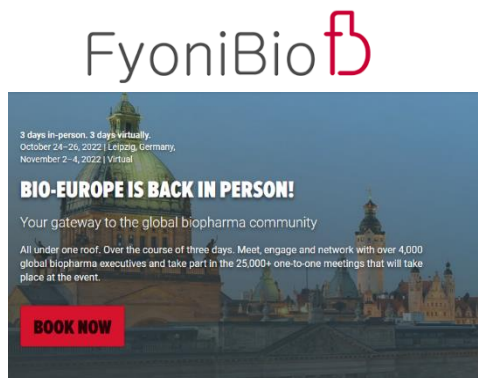 FyoniBio fb
3 days in-person. 3 days virtually.
October 24–26, 2022 | Leipzig, Germany,
November 2–4, 2022 | Virtual
BIO-EUROPE IS BACK IN PERSON!
Your gateway to the global biopharma community
All under one roof. Over the course of three days. Meet, engage and network with over 4,000
global biopharma executives and take part in the 25,000+ one-to-one meetings that will take
place at the event.
BOOK NOW